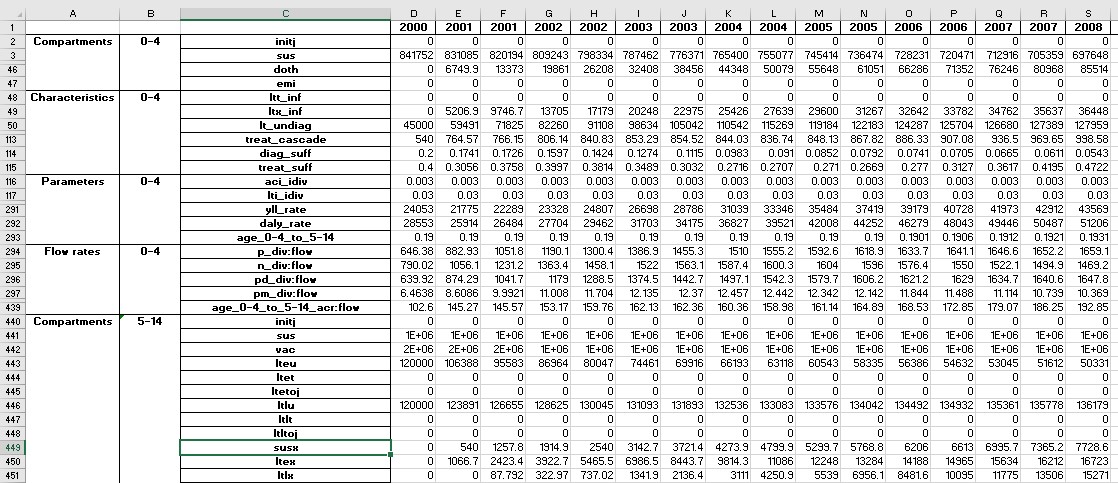 A B C D E F G H I J K L M N O P Q R S
1 2000 2001 2001 2002 2002 2003 2003 2004 2004 2005 2005 2006 2006 2007 2007 2008
2 Compartments 0-4 initj 0 0 0 0 0 0 0 0 0 0 0 0 0 0 0 0
3 sus 841752 831085 820194 809243 798334 787462 776371 765400 755077 745414 736474 728231 720471 712916 705359 697648
46 doth 0 6749.9 13373 19861 26208 32408 38456 44348 50079 55648 61051 66286 71352 76246 80968 85514
47 emi 0 0 0 0 0 0 0 0 0 0 0 0 0 0 0 0
48 Characteristics 0-4 ltt_inf 0 0 0 0 0 0 0 0 0 0 0 0 0 0 0 0
49 ltx_inf 0 5206.9 9746.7 13705 17179 20248 22975 25426 27639 29600 31267 32642 33782 34762 35637 36448
50 lt_undiag 45000 59491 71825 82260 91108 98634 105042 110542 115269 119184 122183 124287 125704 126680 127389 127959
113 treat_cascade 540 764.57 766.15 806.14 840.83 853.29 854.52 844.03 836.74 848.13 867.82 886.33 907.08 936.5 969.65 998.58
114 diag_suff 0.2 0.1741 0.1726 0.1597 0.1424 0.1274 0.1115 0.0983 0.091 0.0852 0.0792 0.0741 0.0705 0.0665 0.0611 0.0543
115 treat_suff 0.4 0.3056 0.3758 0.3997 0.3814 0.3489 0.3032 0.2716 0.2707 0.271 0.2669 0.277 0.3127 0.3617 0.4195 0.4722
116 Parameters 0-4 aci_idiv 0.003 0.003 0.003 0.003 0.003 0.003 0.003 0.003 0.003 0.003 0.003 0.003 0.003 0.003 0.003 0.003
117 lti_idiv 0.03 0.03 0.03 0.03 0.03 0.03 0.03 0.03 0.03 0.03 0.03 0.03 0.03 0.03 0.03 0.03
291 yll_rate 24053 21775 22289 23328 24807 26698 28786 31039 33346 35484 37419 39179 40728 41973 42912 43569
292 daly_rate 28553 25914 26484 27704 29462 31703 34175 36827 39521 42008 44252 46279 48043 49446 50487 51206
293 age_0-4_to_5-14 0.19 0.19 0.19 0.19 0.19 0.19 0.19 0.19 0.19 0.19 0.19 0.1901 0.1906 0.1912 0.1921 0.1931
294 Flow rates 0-4 p_div:flow 646.38 882.93 1051.8 1190.1 1300.4 1386.9 1455.3 1510 1555.2 1592.6 1618.9 1633.7 1641.1 1646.6 1652.2 1659.1
295 n_div:flow 790.02 1056.1 1231.2 1363.4 1458.1 1522 1563.1 1587.4 1600.3 1604 1596 1576.4 1550 1522.1 1494.9 1469.2
296 pd_div:flow 639.92 874.29 1041.7 1179 1288.5 1374.5 1442.7 1497.1 1542.3 1579.7 1606.2 1621.2 1629 1634.7 1640.6 1647.8
297 pm_div:flow 6.4638 8.6086 9.9921 11.008 11.704 12.135 12.37 12.457 12.442 12.342 12.142 11.844 11.488 11.114 10.739 10.369
439 age_0-4_to_5-14_acr:flow 102.6 145.27 145.57 153.17 159.76 162.13 162.36 160.36 158.98 161.14 164.89 168.53 172.85 179.07 186.25 192.85
440 Compartments 5-14 initj 0 0 0 0 0 0 0 0 0 0 0 0 0 0 0 0
441 sus 1E+06 1E+06 1E+06 1E+06 1E+06 1E+06 1E+06 1E+06 1E+06 1E+06 1E+06 1E+06 1E+06 1E+06 1E+06 1E+06
442 vac 2E+06 2E+06 2E+06 1E+06 1E+06 1E+06 1E+06 1E+06 1E+06 1E+06 1E+06 1E+06 1E+06 1E+06 1E+06 1E+06
443 lteu 120000 106388 95583 86964 80047 74461 69916 66193 63118 60543 58335 56386 54632 53045 51612 50331
444 ltet 0 0 0 0 0 0 0 0 0 0 0 0 0 0 0 0
445 ltetoj 0 0 0 0 0 0 0 0 0 0 0 0 0 0 0 0
446 ltlu 120000 123891 126655 128625 130045 131093 131893 132536 133083 133576 134042 134492 134932 135361 135778 136179
447 ltlt 0 0 0 0 0 0 0 0 0 0 0 0 0 0 0 0
448 ltltoj 0 0 0 0 0 0 0 0 0 0 0 0 0 0 0 0
449 susx 0 540 1257.8 1914.9 2540 3142.7 3721.4 4273.9 4799.9 5299.7 5768.8 6206 6613 6995.7 7365.2 7728.6
450 ltex 0 1066.7 2423.4 3922.7 5465.5 6986.5 8443.7 9814.3 11086 12248 13284 14188 14965 15634 16212 16723
451 ltlx 0 0 87.792 322.97 737.02 1341.9 2136.4 3111 4250.9 5539 6956.1 8481.6 10095 11775 13506 15271